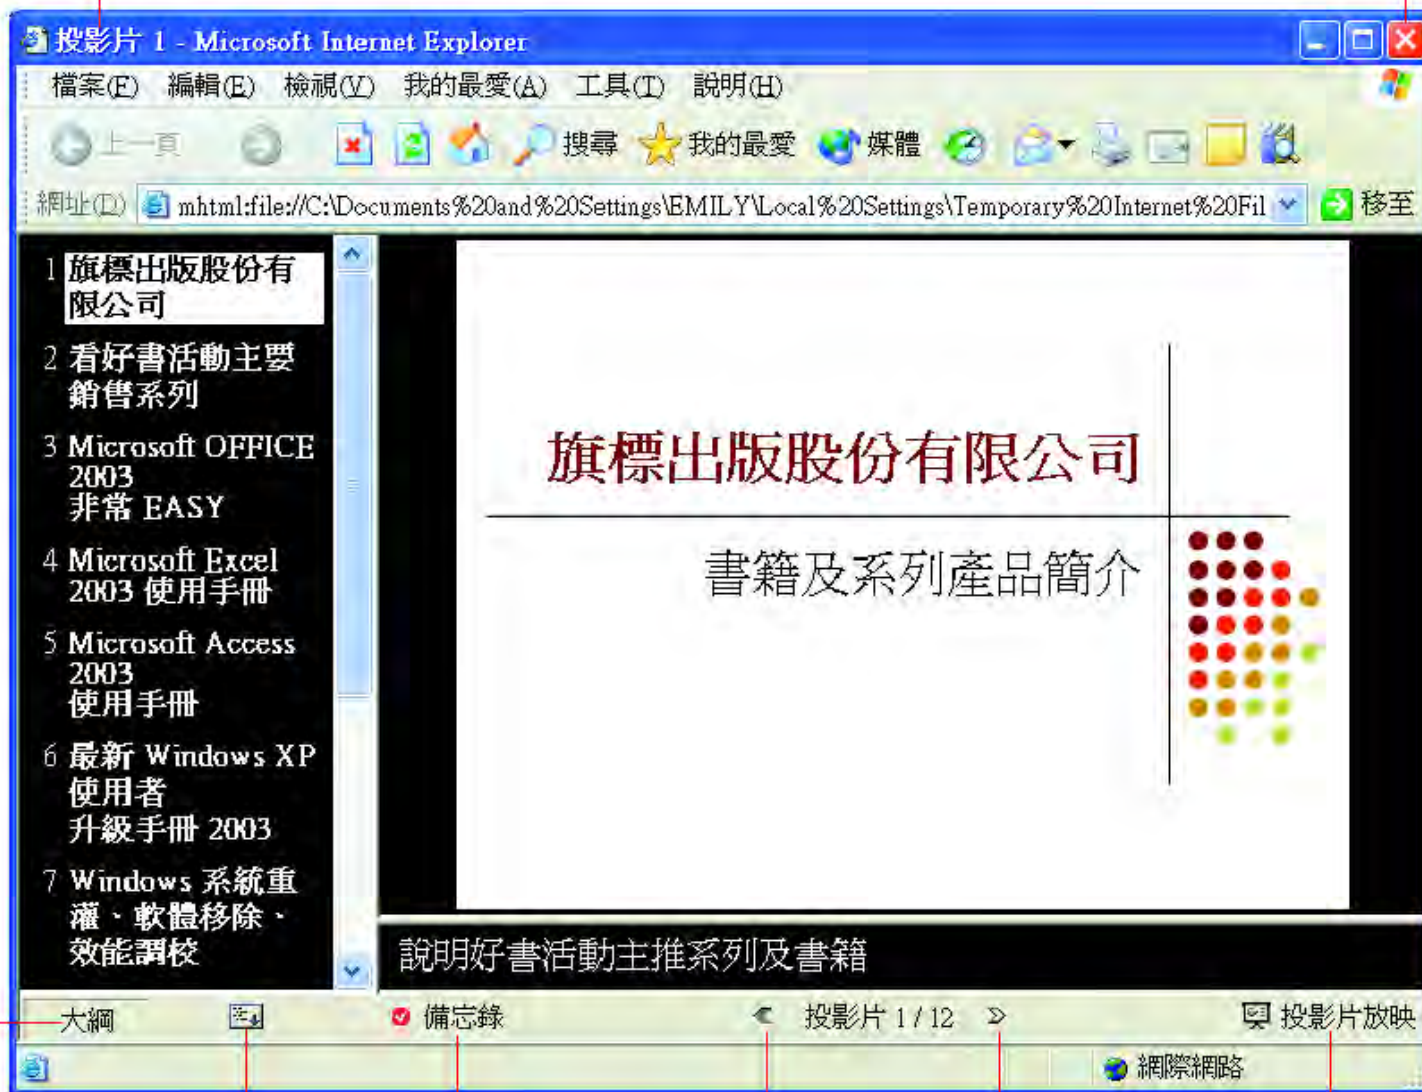 投影片 1 - Microsoft Internet Explorer
檔案(F) 編輯(E) 檢視(V) 我的最愛(A) 工具(T) 說明(H)
上一頁 搜尋 我的最愛 媒體
網址(D) mhtml:file://C:\Documents%20and%20Settings\EMILY\Local%20Settings\Temporary%20Internet%20Fil 移至
1 旗標出版股份有
限公司
2 看好書活動主要
銷售系列
3 Microsoft OFFICE
2003
非常 EASY
4 Microsoft Excel
2003 使用手冊
5 Microsoft Access
2003
使用手冊
6 最新 Windows XP
使用者
升級手冊 2003
7 Windows 系統重
灌、軟體移除、
效能調校
旗標出版股份有限公司
書籍及系列產品簡介
說明好書活動主推系列及書籍
大綱 備忘錄 投影片 1 / 12 投影片放映
網際網路